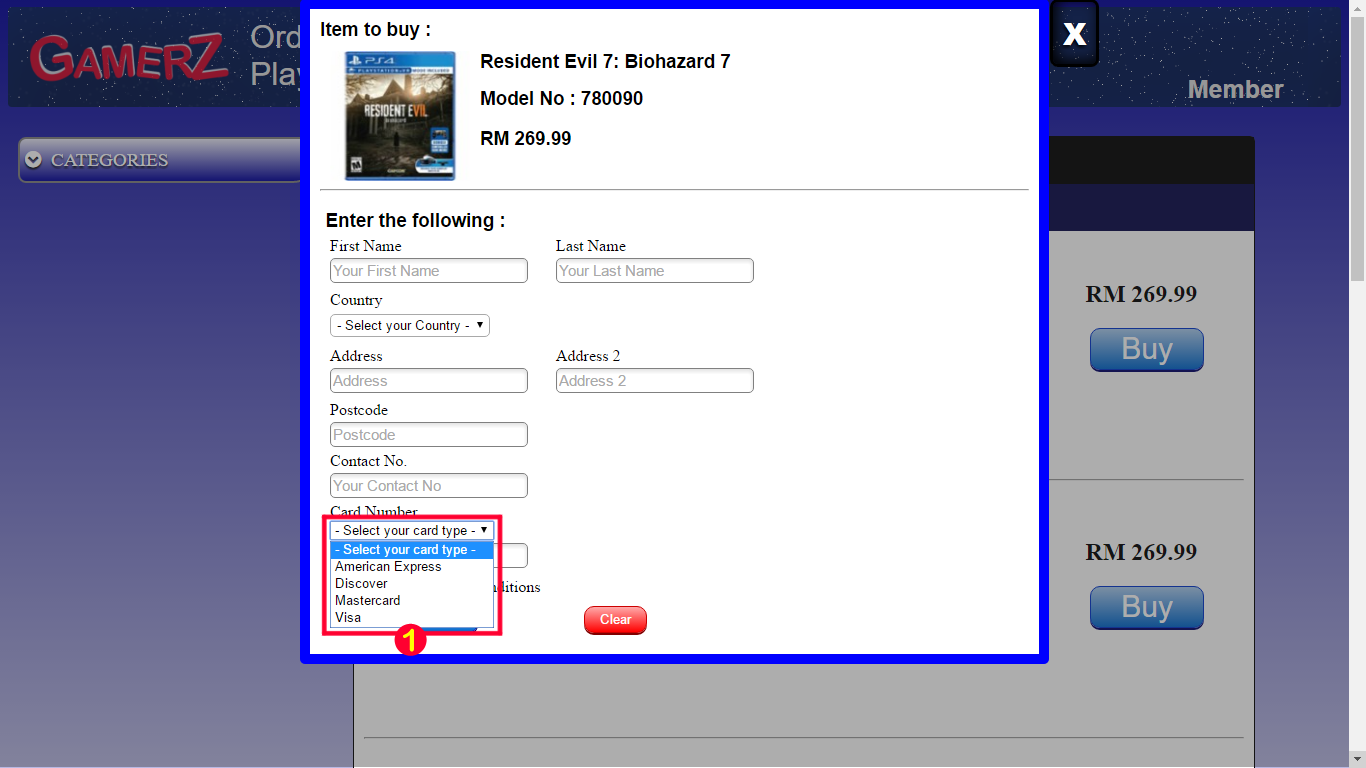 Item to buy :
X
GAMERZ
Ord
Play
Member
PS4
RESIDENT EVIL
Resident Evil 7: Biohazard 7
Model No : 780090
RM 269.99
CATEGORIES
Enter the following :
First Name Last Name
Your First Name Your Last Name
Country
- Select your Country -
Address Address 2
Address Address 2
Postcode
Postcode
Contact No.
Your Contact No
Card Number
- Select your card type -
- Select your card type -
American Express
Discover
Mastercard
Visa
nditions
Clear
1
RM 269.99
Buy
RM 269.99
Buy